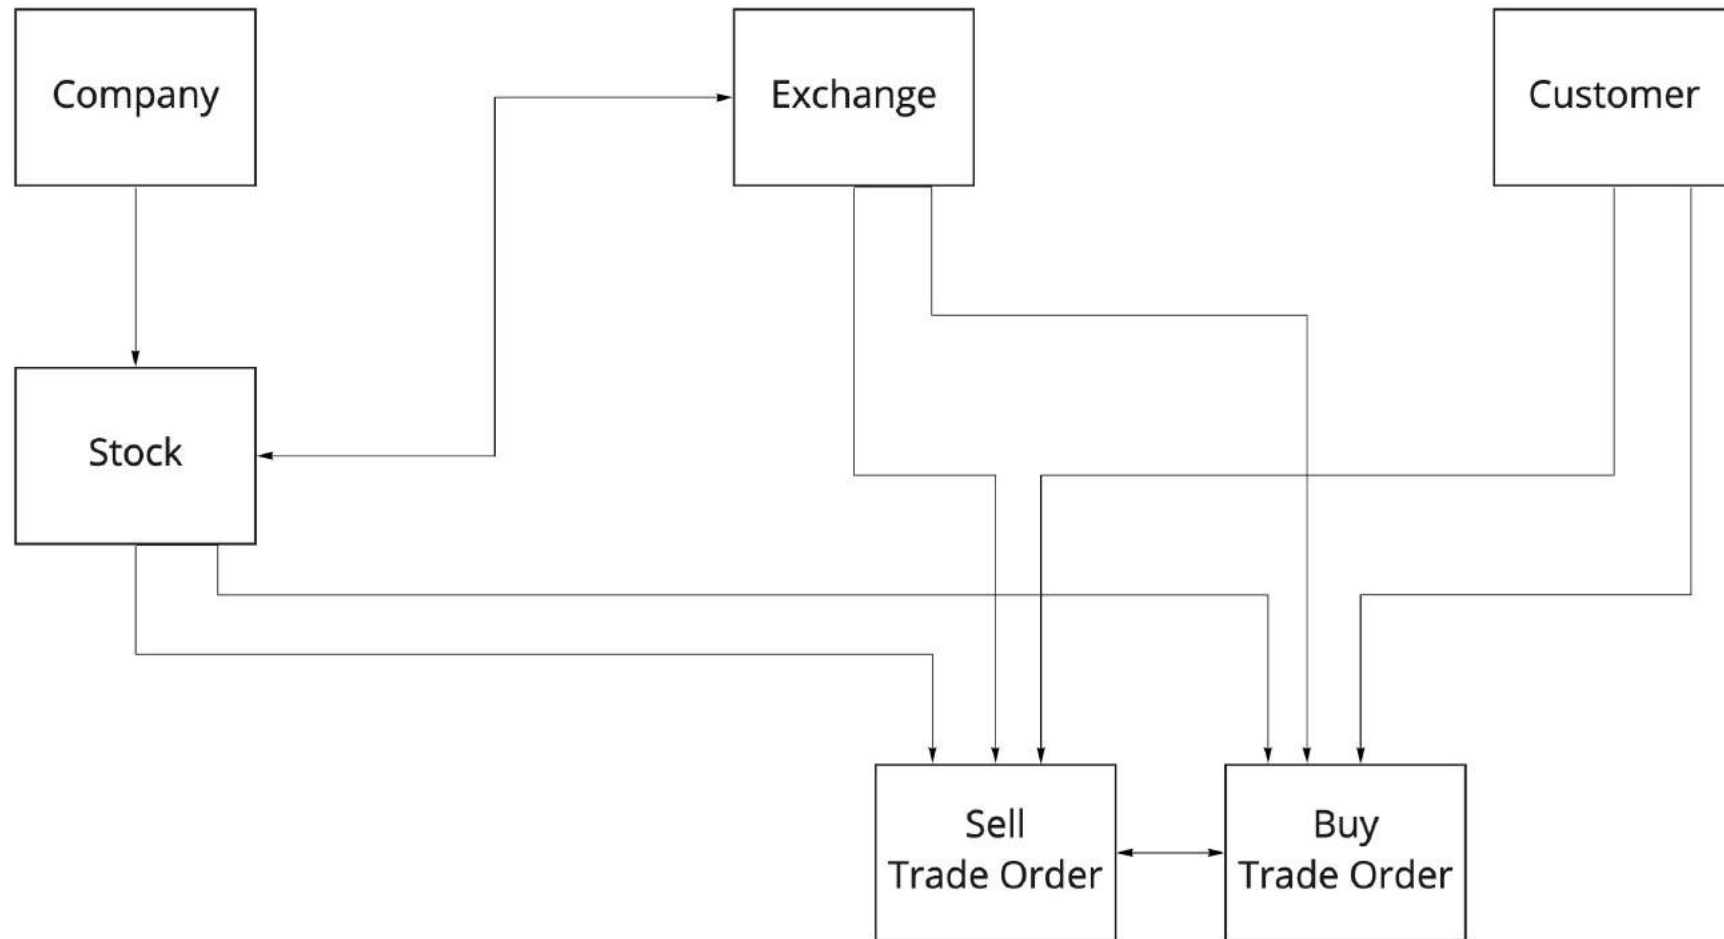 Company
Exchange
Customer
Stock
Sell
Trade Order
Buy
Trade Order